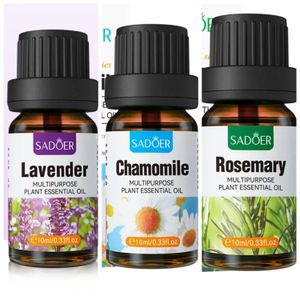 SADOER
Lavender
MULTIPURPOSE
PLANT ESSENTIAL OIL
℮10ml/0.33fl.oz
SADOER
Chamomile
MULTIPURPOSE
PLANT ESSENTIAL OIL
℮10ml/0.33fl.oz
SADOER
Rosemary
MULTIPURPOSE
PLANT ESSENTIAL OIL
℮10ml/0.33fl.oz